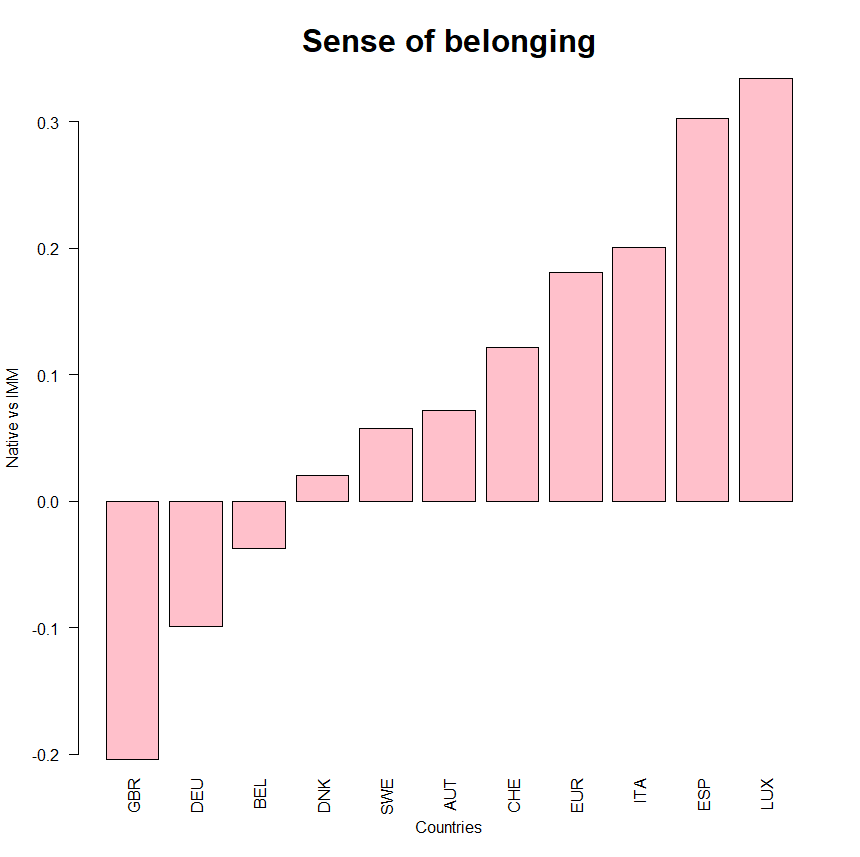 Sense of belonging
0.3
0.2
0.1
0.0
-0.1
-0.2
Native vs IMM
GBR
DEU
BEL
DNK
SWE
AUT
CHE
EUR
ITA
ESP
LUX
Countries